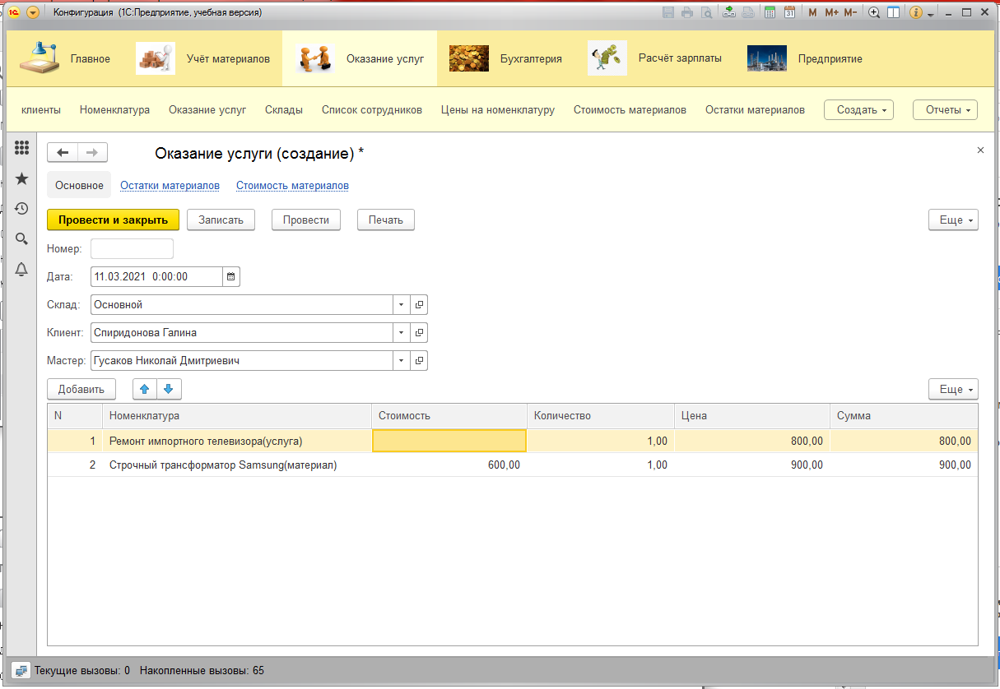 Конфигурация (1С:Предприятие, учебная версия)
M M+ M-
Главное Учёт материалов Оказание услуг Бухгалтерия Расчёт зарплаты Предприятие
клиенты Номенклатура Оказание услуг Склады Список сотрудников Цены на номенклатуру Стоимость материалов Остатки материалов Создать Отчеты
Оказание услуги (создание) *
Основное Остатки материалов Стоимость материалов
Провести и закрыть Записать Провести Печать Еще
Номер:
Дата: 11.03.2021 0:00:00
Склад: Основной
Клиент: Спиридонова Галина
Мастер: Гусаков Николай Дмитриевич
Добавить Еще
N Номенклатура Стоимость Количество Цена Сумма
1 Ремонт импортного телевизора(услуга) 1,00 800,00 800,00
2 Строчный трансформатор Samsung(материал) 600,00 1,00 900,00 900,00
Текущие вызовы: 0 Накопленные вызовы: 65